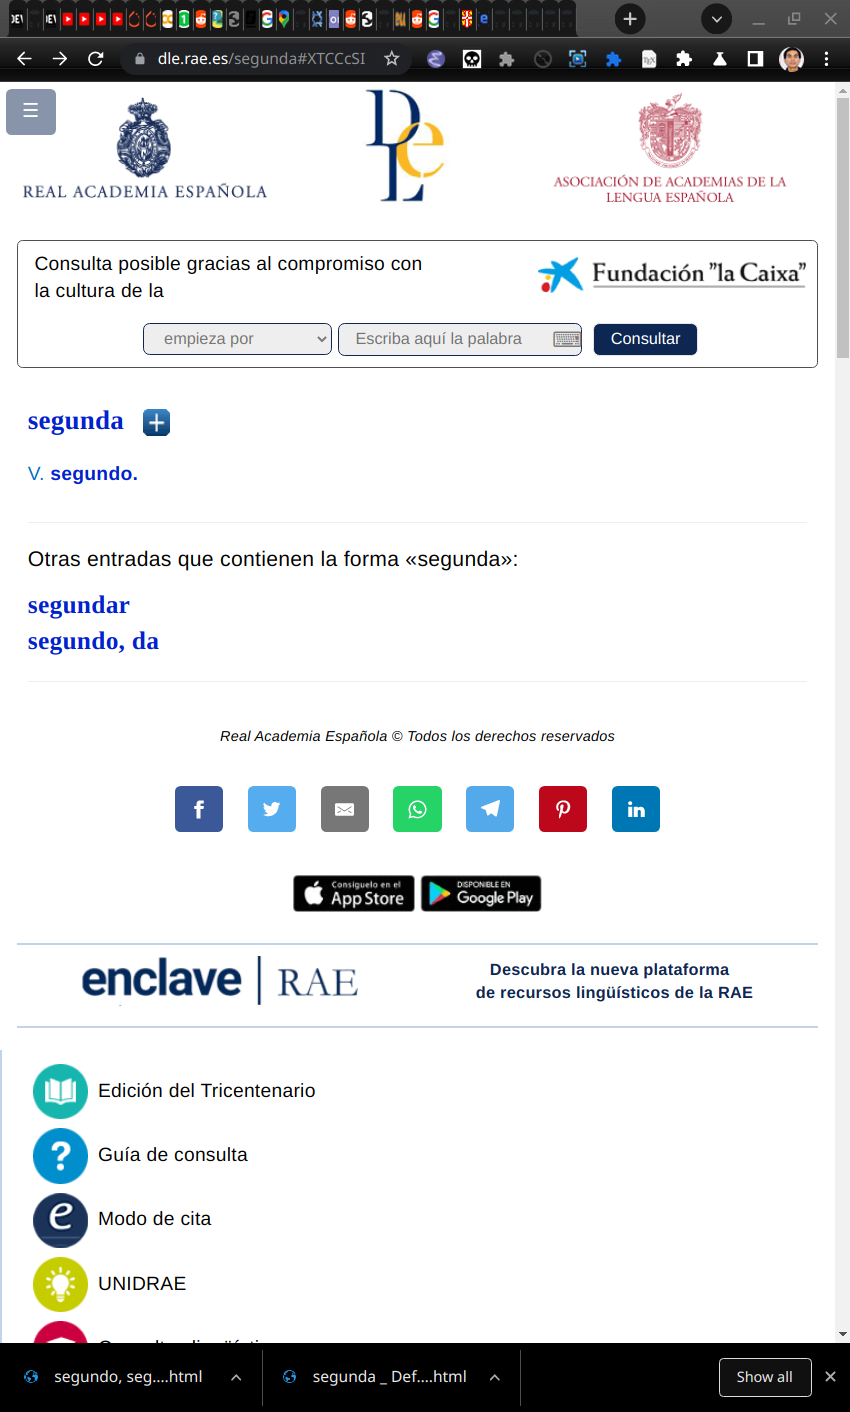 dle.rae.es/segunda#XTCCcSI
REAL ACADEMIA ESPAÑOLA
DLe
ASOCIACIÓN DE ACADEMIAS DE LA
LENGUA ESPAÑOLA
Consulta posible gracias al compromiso con
la cultura de la
Fundación "la Caixa"
empieza por
Escriba aquí la palabra
Consultar
segunda
V. segundo.
Otras entradas que contienen la forma «segunda»:
segundar
segundo, da
Real Academia Española © Todos los derechos reservados
Consíguelo en el
App Store
DISPONIBLE EN
Google Play
enclave | RAE
Descubra la nueva plataforma
de recursos lingüísticos de la RAE
Edición del Tricentenario
Guía de consulta
Modo de cita
UNIDRAE
segundo, seg....html
segunda _ Def....html
Show all